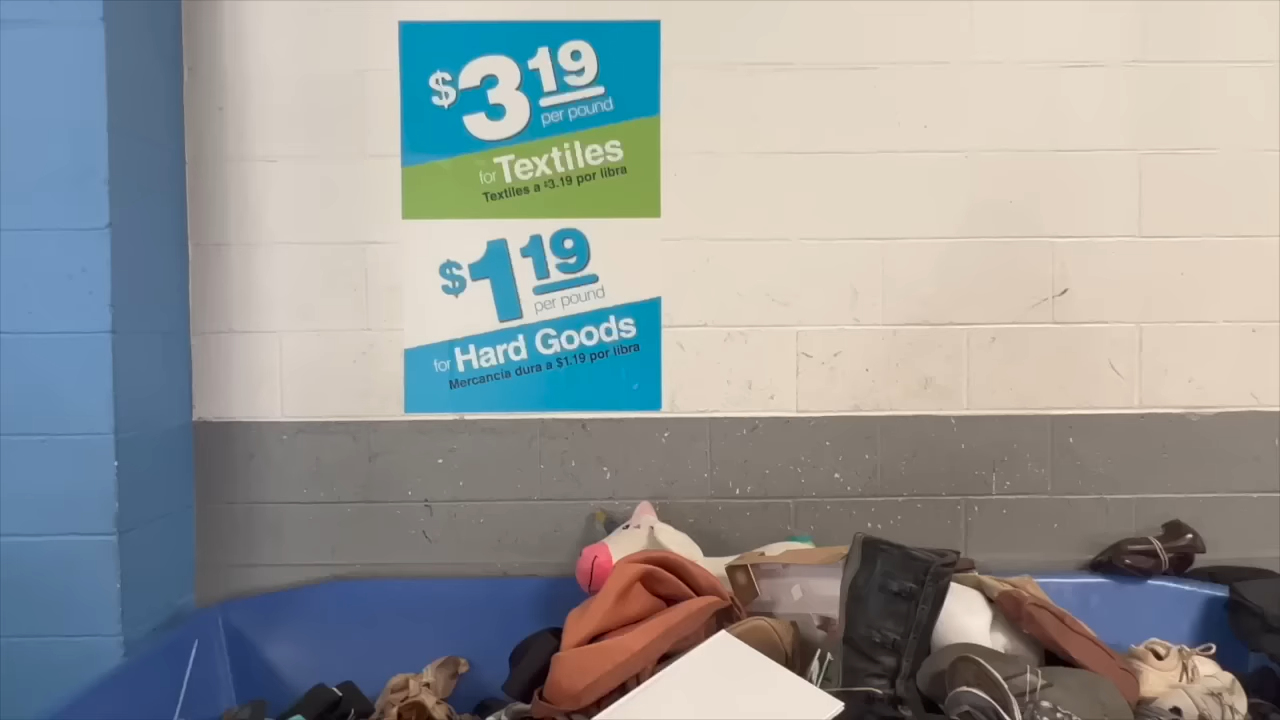 $3 19
per pound
for Textiles
Textiles a $3.19 por libra
$1 19
per pound
for Hard Goods
Mercancia dura a $1.19 por libra